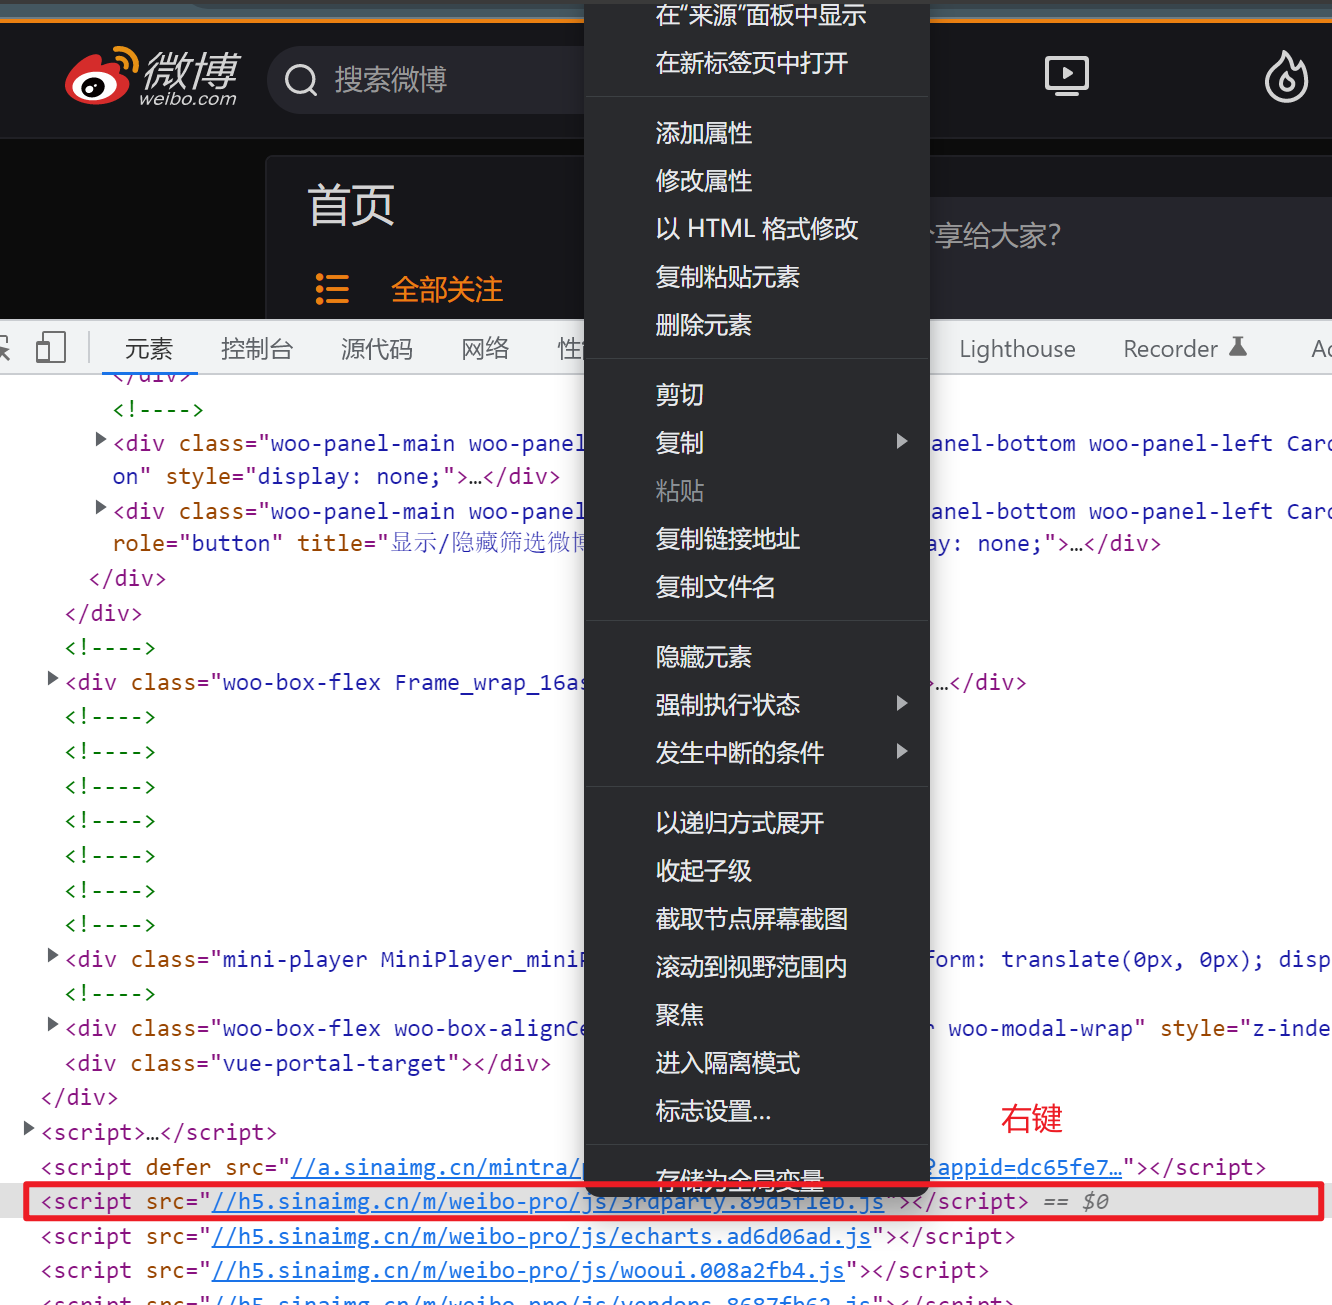 微博
weibo.com
搜索微博
首页
全部关注
享给大家？
在“来源”面板中显示
在新标签页中打开
添加属性
修改属性
以 HTML 格式修改
复制粘贴元素
删除元素
剪切
复制
粘贴
复制链接地址
复制文件名
隐藏元素
强制执行状态
发生中断的条件
以递归方式展开
收起子级
截取节点屏幕截图
滚动到视野范围内
聚焦
进入隔离模式
标志设置...
存储为全局变量
元素 控制台 源代码 网络 性 Lighthouse Recorder
</div>
<!---->
<div class="woo-panel-main woo-panel anel-bottom woo-panel-left Card
on" style="display: none;">…</div>
<div class="woo-panel-main woo-panel anel-bottom woo-panel-left Card
role="button" title="显示/隐藏筛选微博 ay: none;">…</div>
</div>
</div>
<!---->
<div class="woo-box-flex Frame_wrap_16as >…</div>
<!---->
<!---->
<!---->
<!---->
<!---->
<!---->
<!---->
<div class="mini-player MiniPlayer_miniP form: translate(0px, 0px); disp
<!---->
<div class="woo-box-flex woo-box-alignCe r woo-modal-wrap" style="z-inde
<div class="vue-portal-target"></div>
</div>
右键
<script>…</script>
<script defer src="//a.sinaimg.cn/mintra/ ?appid=dc65fe7…"></script>
<script src="//h5.sinaimg.cn/m/weibo-pro/js/3rdparty.89d5f1eb.js"></script> == $0
<script src="//h5.sinaimg.cn/m/weibo-pro/js/echarts.ad6d06ad.js"></script>
<script src="//h5.sinaimg.cn/m/weibo-pro/js/wooui.008a2fb4.js"></script>
<script src="//h5.sinaimg.cn/m/weibo-pro/js/vendors.8687fb62.js"></script>